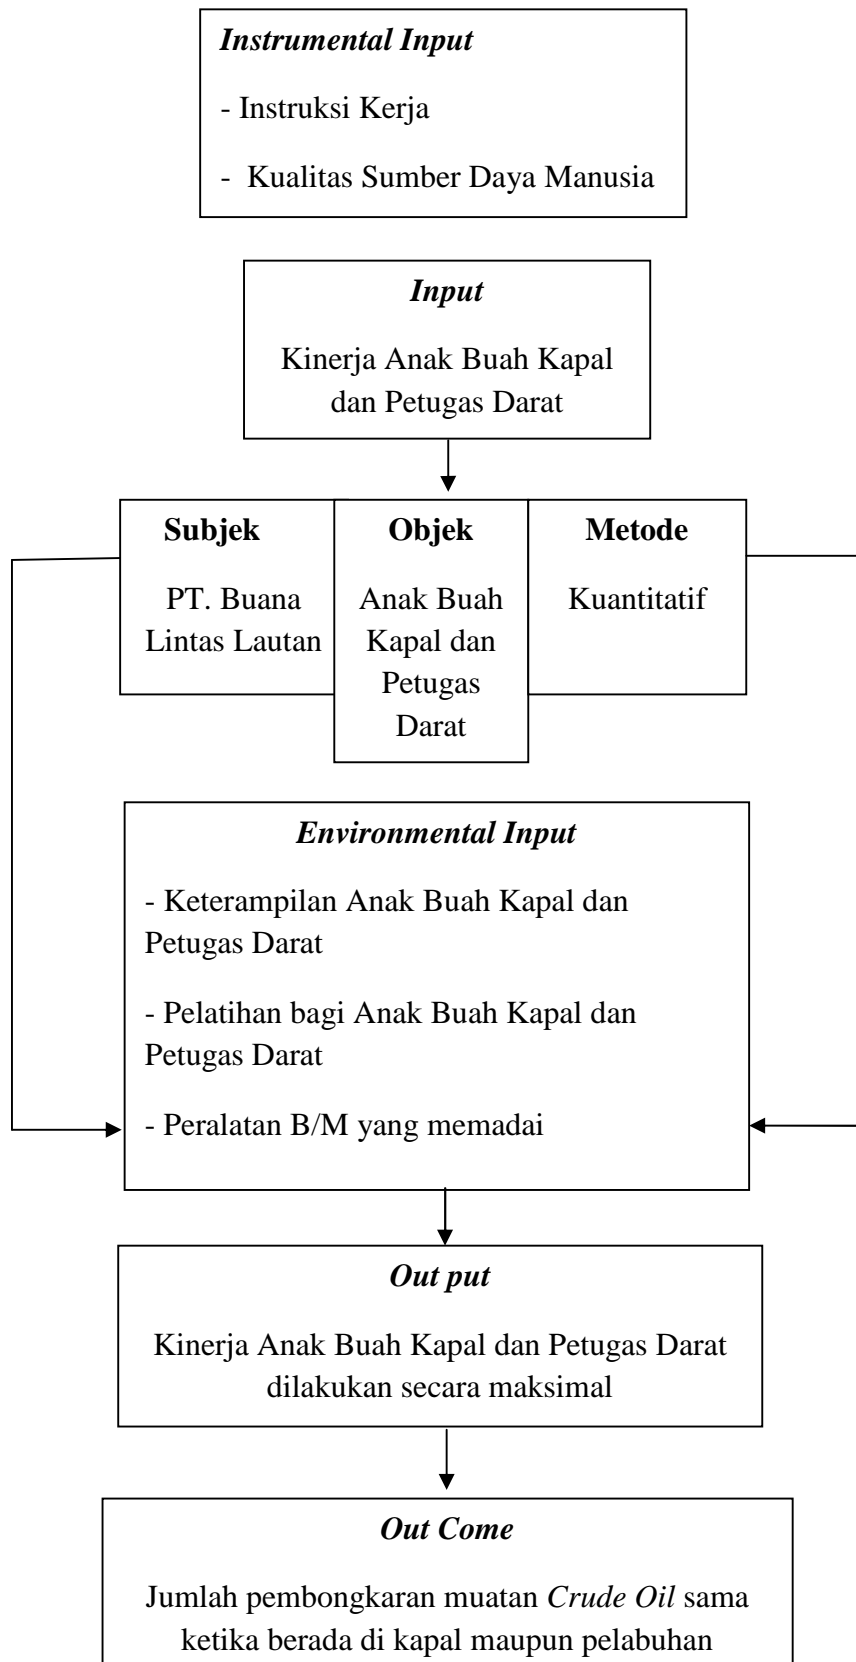 Instrumental Input
- Instruksi Kerja
- Kualitas Sumber Daya Manusia
Input
Kinerja Anak Buah Kapal
dan Petugas Darat
Subjek
PT. Buana
Lintas Lautan
Objek
Anak Buah
Kapal dan
Petugas
Darat
Metode
Kuantitatif
Environmental Input
- Keterampilan Anak Buah Kapal dan
Petugas Darat
- Pelatihan bagi Anak Buah Kapal dan
Petugas Darat
- Peralatan B/M yang memadai
Out put
Kinerja Anak Buah Kapal dan Petugas Darat
dilakukan secara maksimal
Out Come
Jumlah pembongkaran muatan Crude Oil sama
ketika berada di kapal maupun pelabuhan